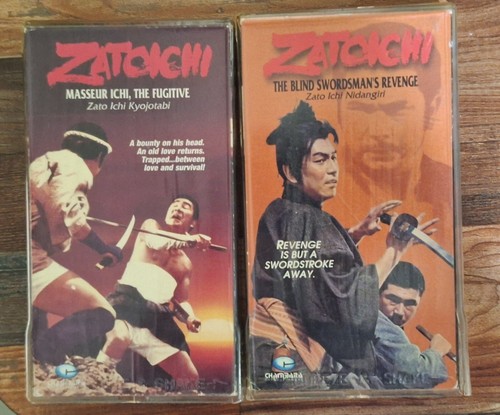 ZATOICHI
MASSEUR ICHI, THE FUGITIVE
Zato Ichi Kyojotabi
A bounty on his head.
An old love returns.
Trapped...between
love and survival!
ZATOICHI
THE BLIND SWORDSMAN'S REVENGE
Zato Ichi Nidangiri
REVENGE
IS BUT A
SWORDSTROKE
AWAY.
CHAMBARA